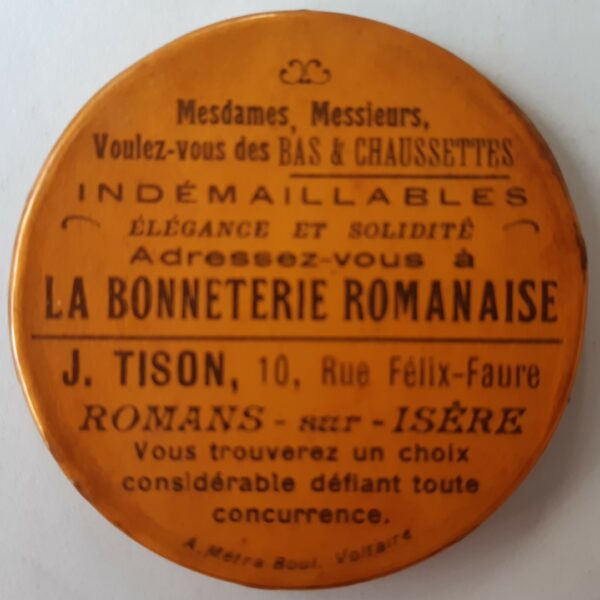 Mesdames, Messieurs,
Voulez-vous des BAS & CHAUSSETTES
INDÉMAILLABLES
ÉLÉGANCE ET SOLIDITÉ
Adressez-vous à
LA BONNETERIE ROMANAISE
J. TISON, 10, Rue Félix-Faure
ROMANS - sur - ISÈRE
Vous trouverez un choix
considérable défiant toute
concurrence.
A. Métra Boul. Voltaire